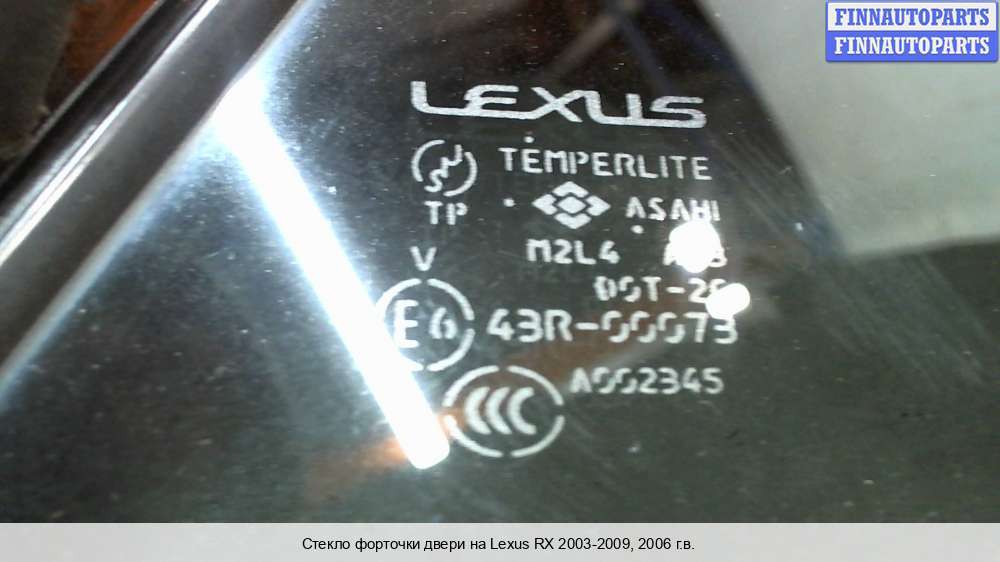 FINNAUTOPARTS
FINNAUTOPARTS
LEXUS
TEMPERLITE
TP ASAHI
V M2L4
E6 43R-00073
CCC A002345
Стекло форточки двери на Lexus RX 2003-2009, 2006 г.в.